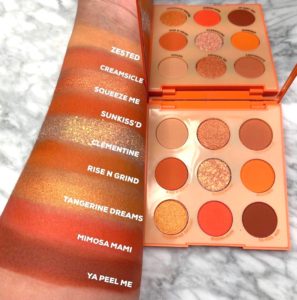 ZESTED
CREAMSICLE
SQUEEZE ME
SUNKISS'D
CLEMENTINE
RISE N GRIND
TANGERINE DREAMS
MIMOSA MAMI
YA PEEL ME